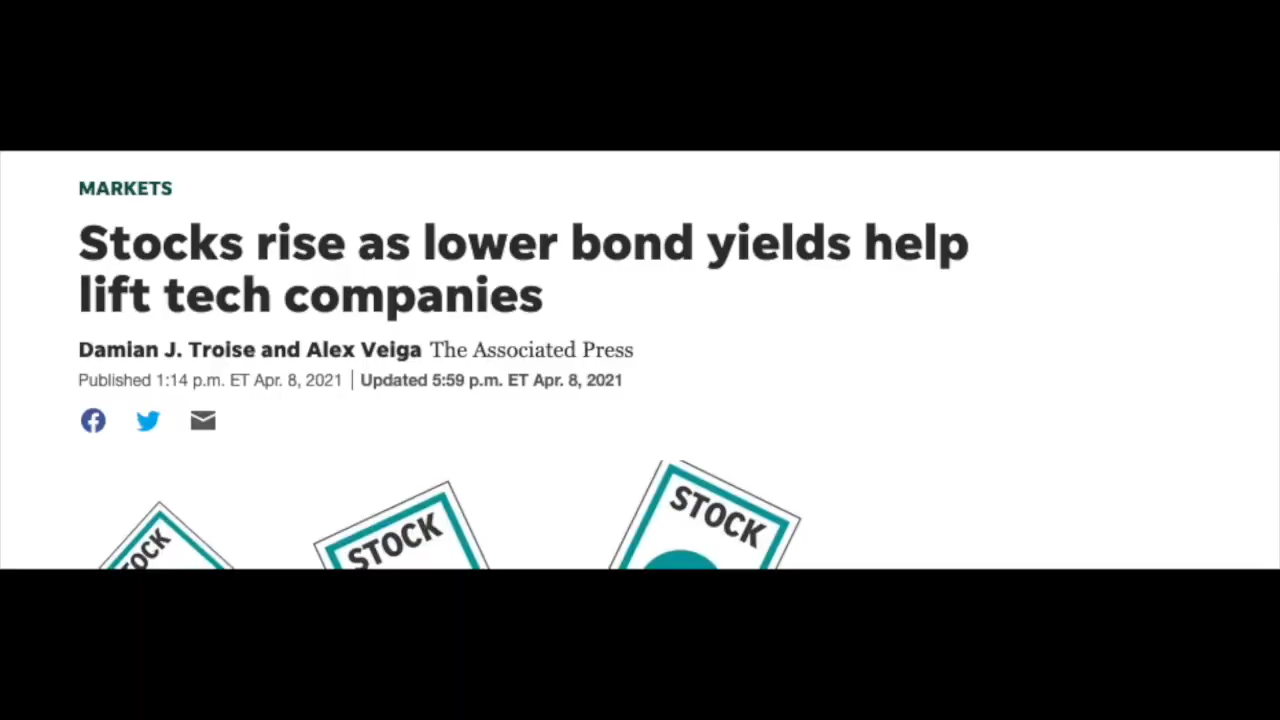 MARKETS
Stocks rise as lower bond yields help
lift tech companies
Damian J. Troise and Alex Veiga The Associated Press
Published 1:14 p.m. ET Apr. 8, 2021 | Updated 5:59 p.m. ET Apr. 8, 2021
STOCK
STOCK